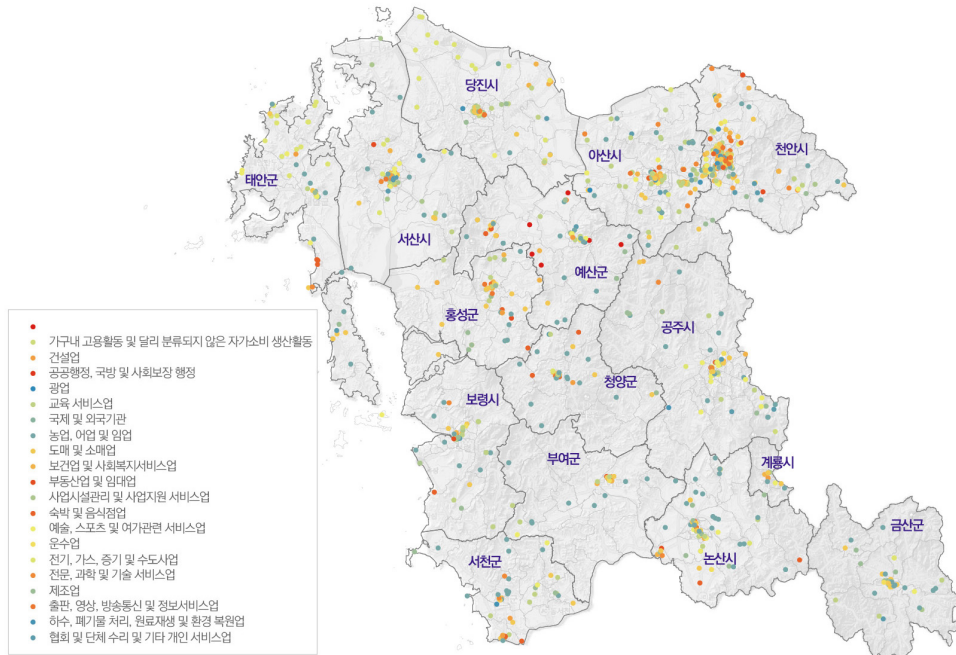 당진시
아산시
천안시
태안군
서산시
예산군
홍성군
공주시
청양군
보령시
부여군
계룡시
금산군
논산시
서천군
가구내 고용활동 및 달리 분류되지 않은 자가소비 생산활동
건설업
공공행정, 국방 및 사회보장 행정
광업
교육 서비스업
국제 및 외국기관
농업, 어업 및 임업
도매 및 소매업
보건업 및 사회복지서비스업
부동산업 및 임대업
사업시설관리 및 사업지원 서비스업
숙박 및 음식점업
예술, 스포츠 및 여가관련 서비스업
운수업
전기, 가스, 증기 및 수도사업
전문, 과학 및 기술 서비스업
제조업
출판, 영상, 방송통신 및 정보서비스업
하수, 폐기물 처리, 원료재생 및 환경 복원업
협회 및 단체 수리 및 기타 개인 서비스업